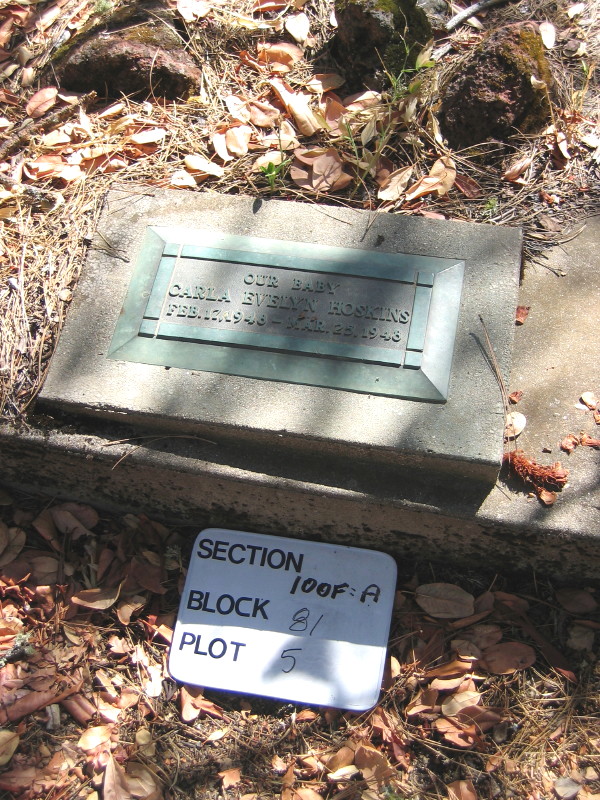 OUR BABY
CARLA EVELYN HOSKINS
FEB. 17, 1948 – MAR. 25, 1948
SECTION 100F:A
BLOCK 81
PLOT 5